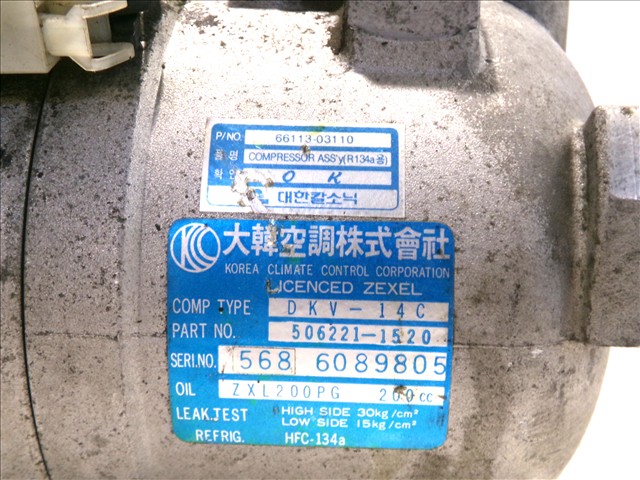 P/NO. 66113-03110
품 명 COMPRESSOR ASS'y(R134a용)
확 인 O K
대한칼소닉
KCC 大韓空調株式會社
KOREA CLIMATE CONTROL CORPORATION
LICENCED ZEXEL
COMP TYPE DKV-14C
PART NO. 506221-1520
SERI.NO. 568 6089805
OIL ZXL200PG 200cc
LEAK.TEST HIGH SIDE 30kg/cm²
LOW SIDE 15kg/cm²
REFRIG. HFC-134a